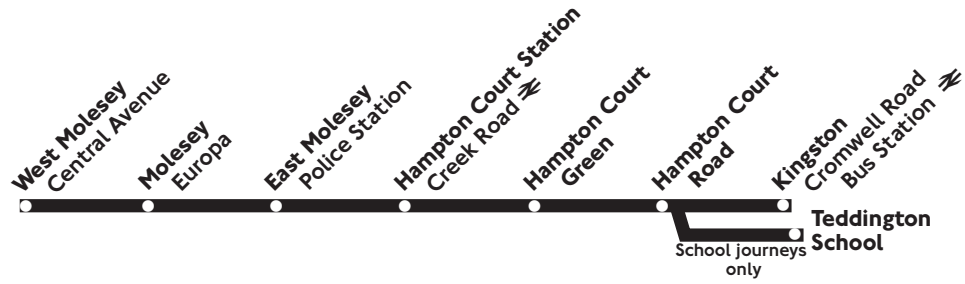 West Molesey
Central Avenue
Molesey
Europa
East Molesey
Police Station
Hampton Court Station
Creek Road
Hampton Court
Green
Hampton Court
Road
Kingston
Cromwell Road
Bus Station
Teddington
School
School journeys
only